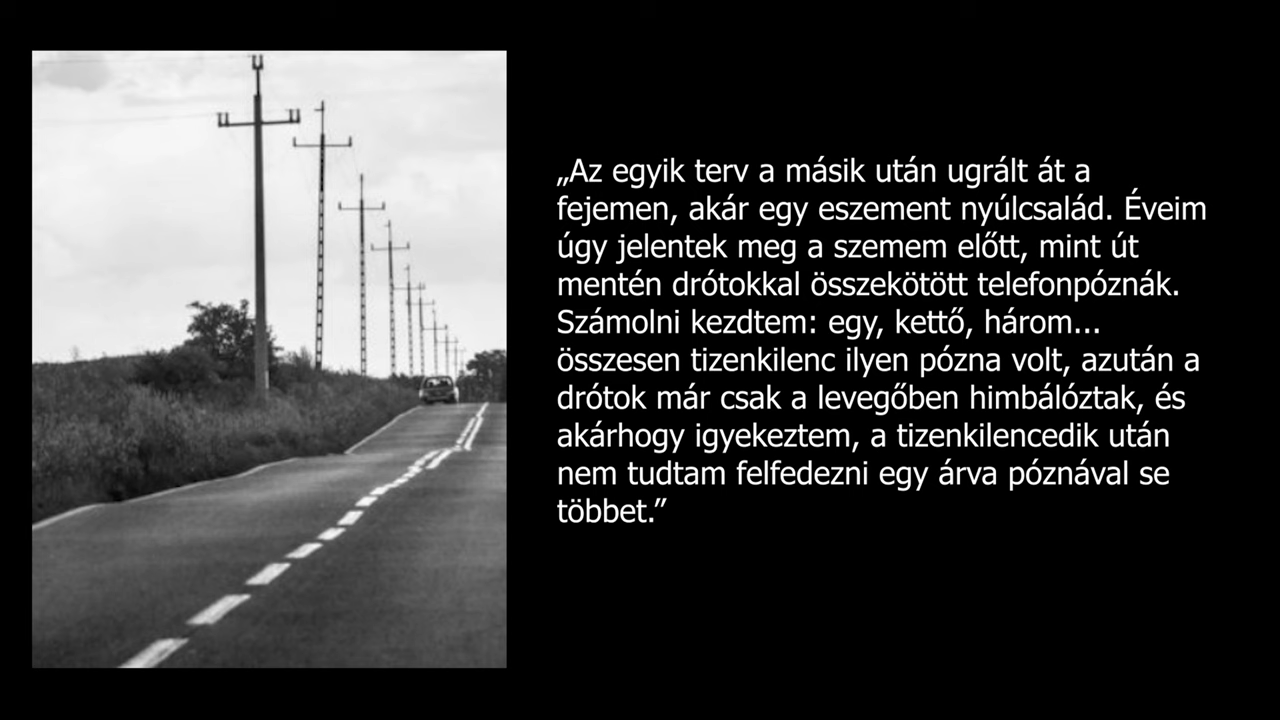 „Az egyik terv a másik után ugrált át a
fejemen, akár egy eszement nyúlcsalád. Éveim
úgy jelentek meg a szemem előtt, mint út
mentén drótokkal összekötött telefonpóznák.
Számolni kezdtem: egy, kettő, három...
összesen tizenkilenc ilyen pózna volt, azután a
drótok már csak a levegőben himbálóztak, és
akárhogy igyekeztem, a tizenkilencedik után
nem tudtam felfedezni egy árva póznával se
többet.”